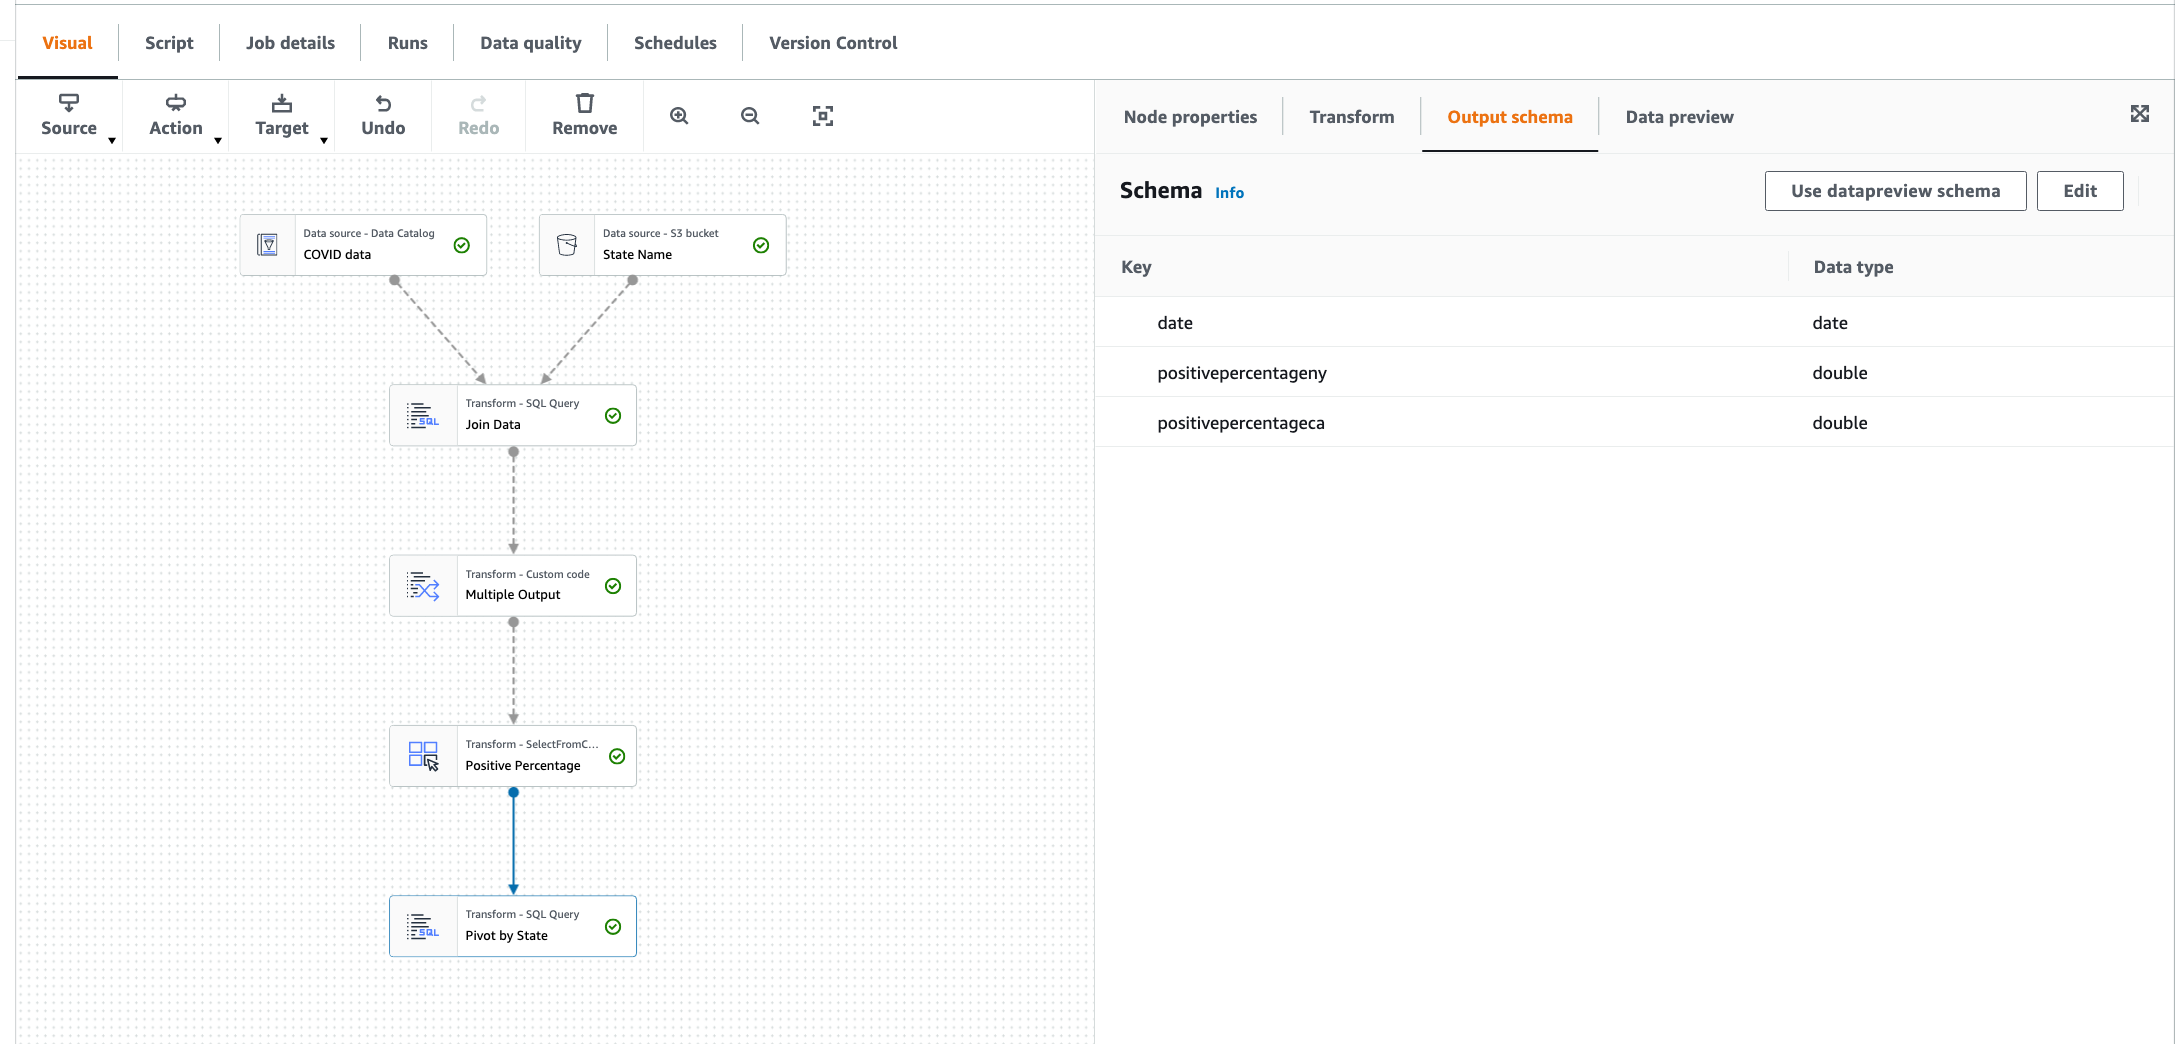 Visual Script Job details Runs Data quality Schedules Version Control
Source Action Target Undo Redo Remove
Node properties Transform Output schema Data preview
Schema Info Use datapreview schema Edit
Key Data type
date date
positivepercentageny double
positivepercentageca double
Data source - Data Catalog
COVID data
Data source - S3 bucket
State Name
Transform - SQL Query
SQL
Join Data
Transform - Custom code
Multiple Output
Transform - SelectFromC...
Positive Percentage
Transform - SQL Query
SQL
Pivot by State